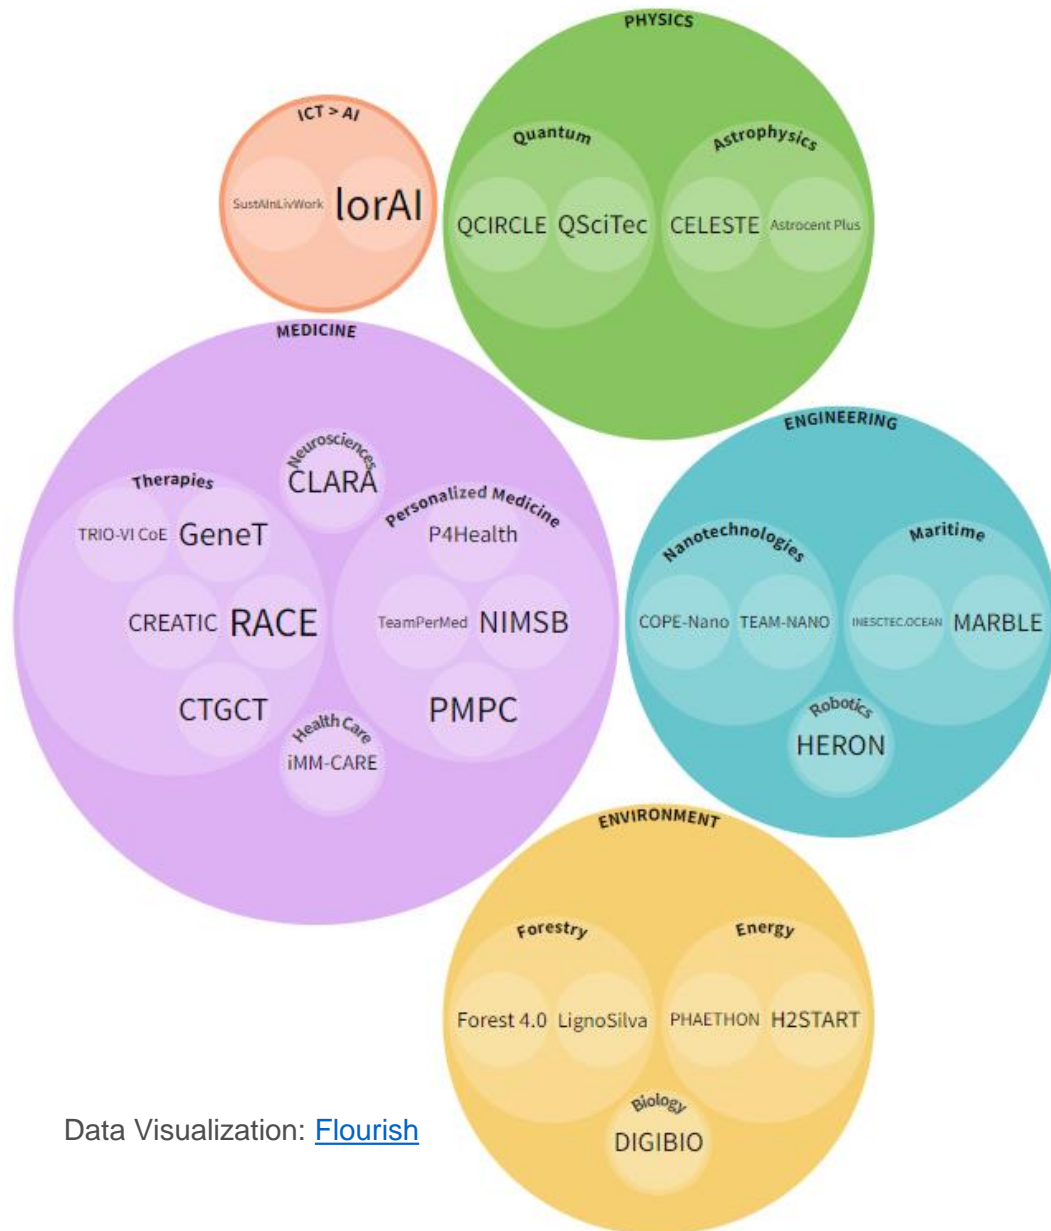 PHYSICS
ICT > AI
SustAInLivWork
lorAI
Quantum
QCIRCLE
QSciTec
Astrophysics
CELESTE
Astrocent Plus
MEDICINE
Neurosciences
CLARA
Therapies
TRIO-VI CoE
GeneT
CREATIC
RACE
CTGCT
Personalized Medicine
P4Health
TeamPerMed
NIMSB
PMPC
Health Care
iMM-CARE
ENGINEERING
Nanotechnologies
COPE-Nano
TEAM-NANO
Maritime
INESCTEC.OCEAN
MARBLE
Robotics
HERON
ENVIRONMENT
Forestry
Forest 4.0
LignoSilva
Energy
PHAETHON
H2START
Biology
DIGIBIO
Data Visualization: Flourish